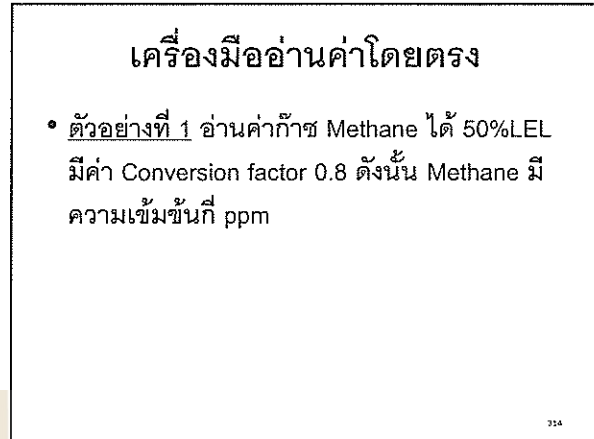 เครื่องมืออ่านค่าโดยตรง
• ตัวอย่างที่ 1 อ่านค่าก๊าซ Methane ได้ 50%LEL
มีค่า Conversion factor 0.8 ดังนั้น Methane มี
ความเข้มข้นกี่ ppm
314